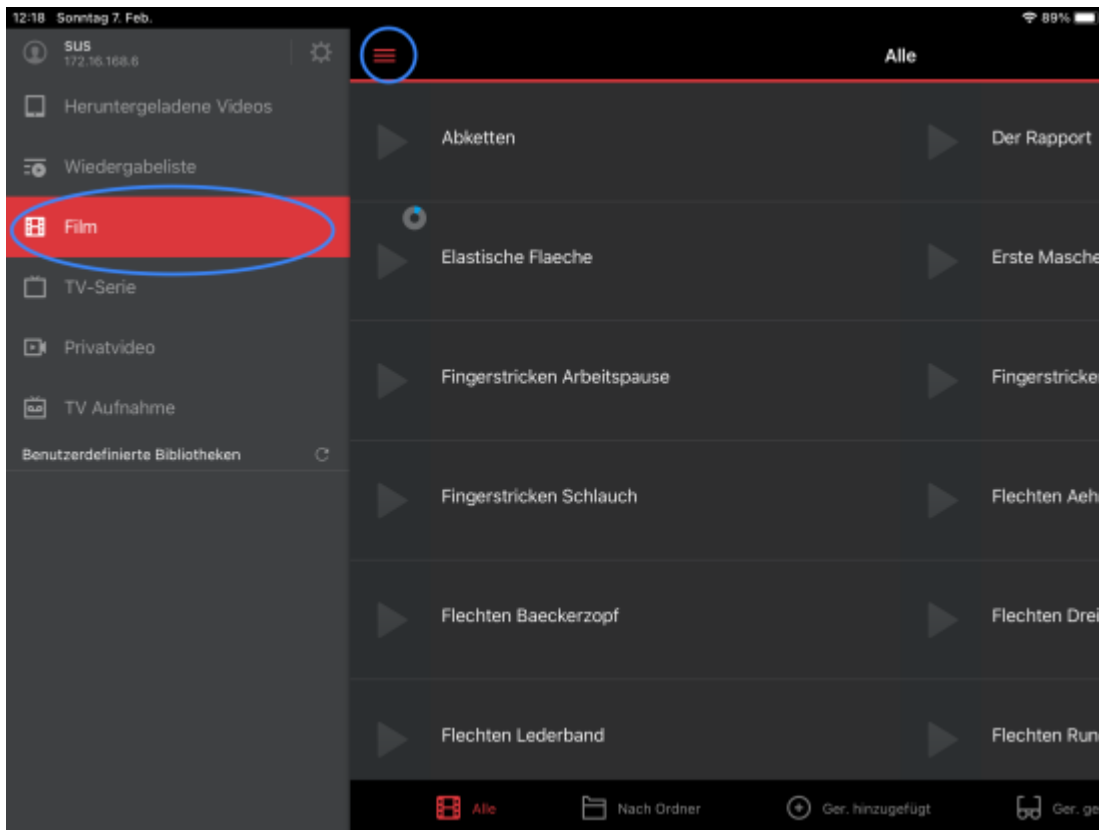 12:18 Sonntag 7. Feb.
89%
sus
172.16.168.6
Heruntergeladene Videos
Wiedergabeliste
Film
TV-Serie
Privatvideo
TV Aufnahme
Benutzerdefinierte Bibliotheken
Alle
Abketten
Der Rapport
Elastische Flaeche
Erste Masche
Fingerstricken Arbeitspause
Fingerstricke
Fingerstricken Schlauch
Flechten Aeh
Flechten Baeckerzopf
Flechten Drei
Flechten Lederband
Flechten Run
Alle
Nach Ordner
Ger. hinzugefügt
Ger. ge